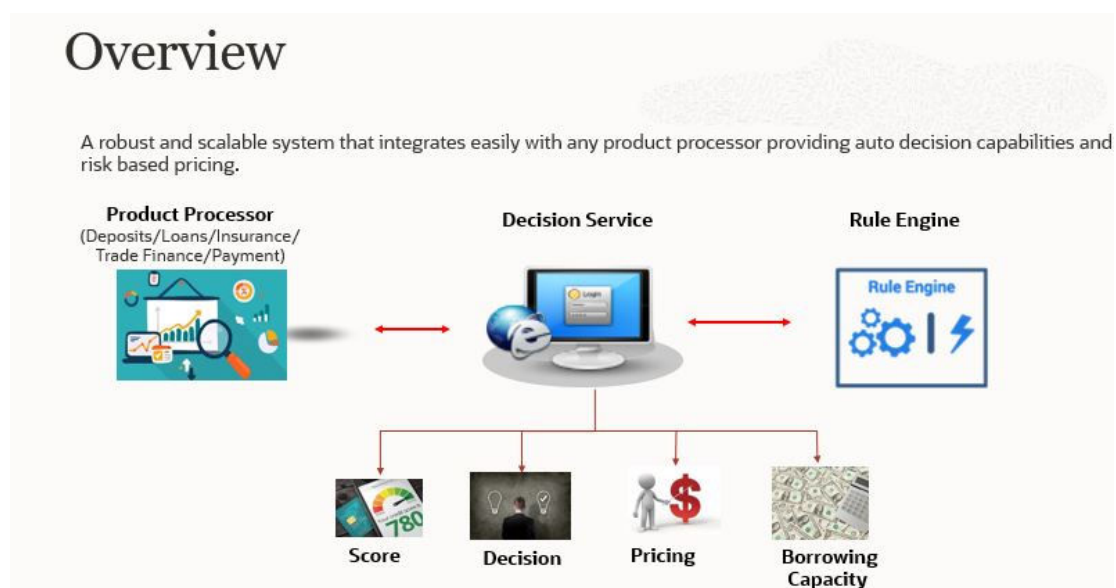 Overview
A robust and scalable system that integrates easily with any product processor providing auto decision capabilities and
risk based pricing.
Product Processor
(Deposits/Loans/Insurance/
Trade Finance/Payment)
Decision Service
Rule Engine
Login
Rule Engine
780
Score
Decision
Pricing
Borrowing
Capacity